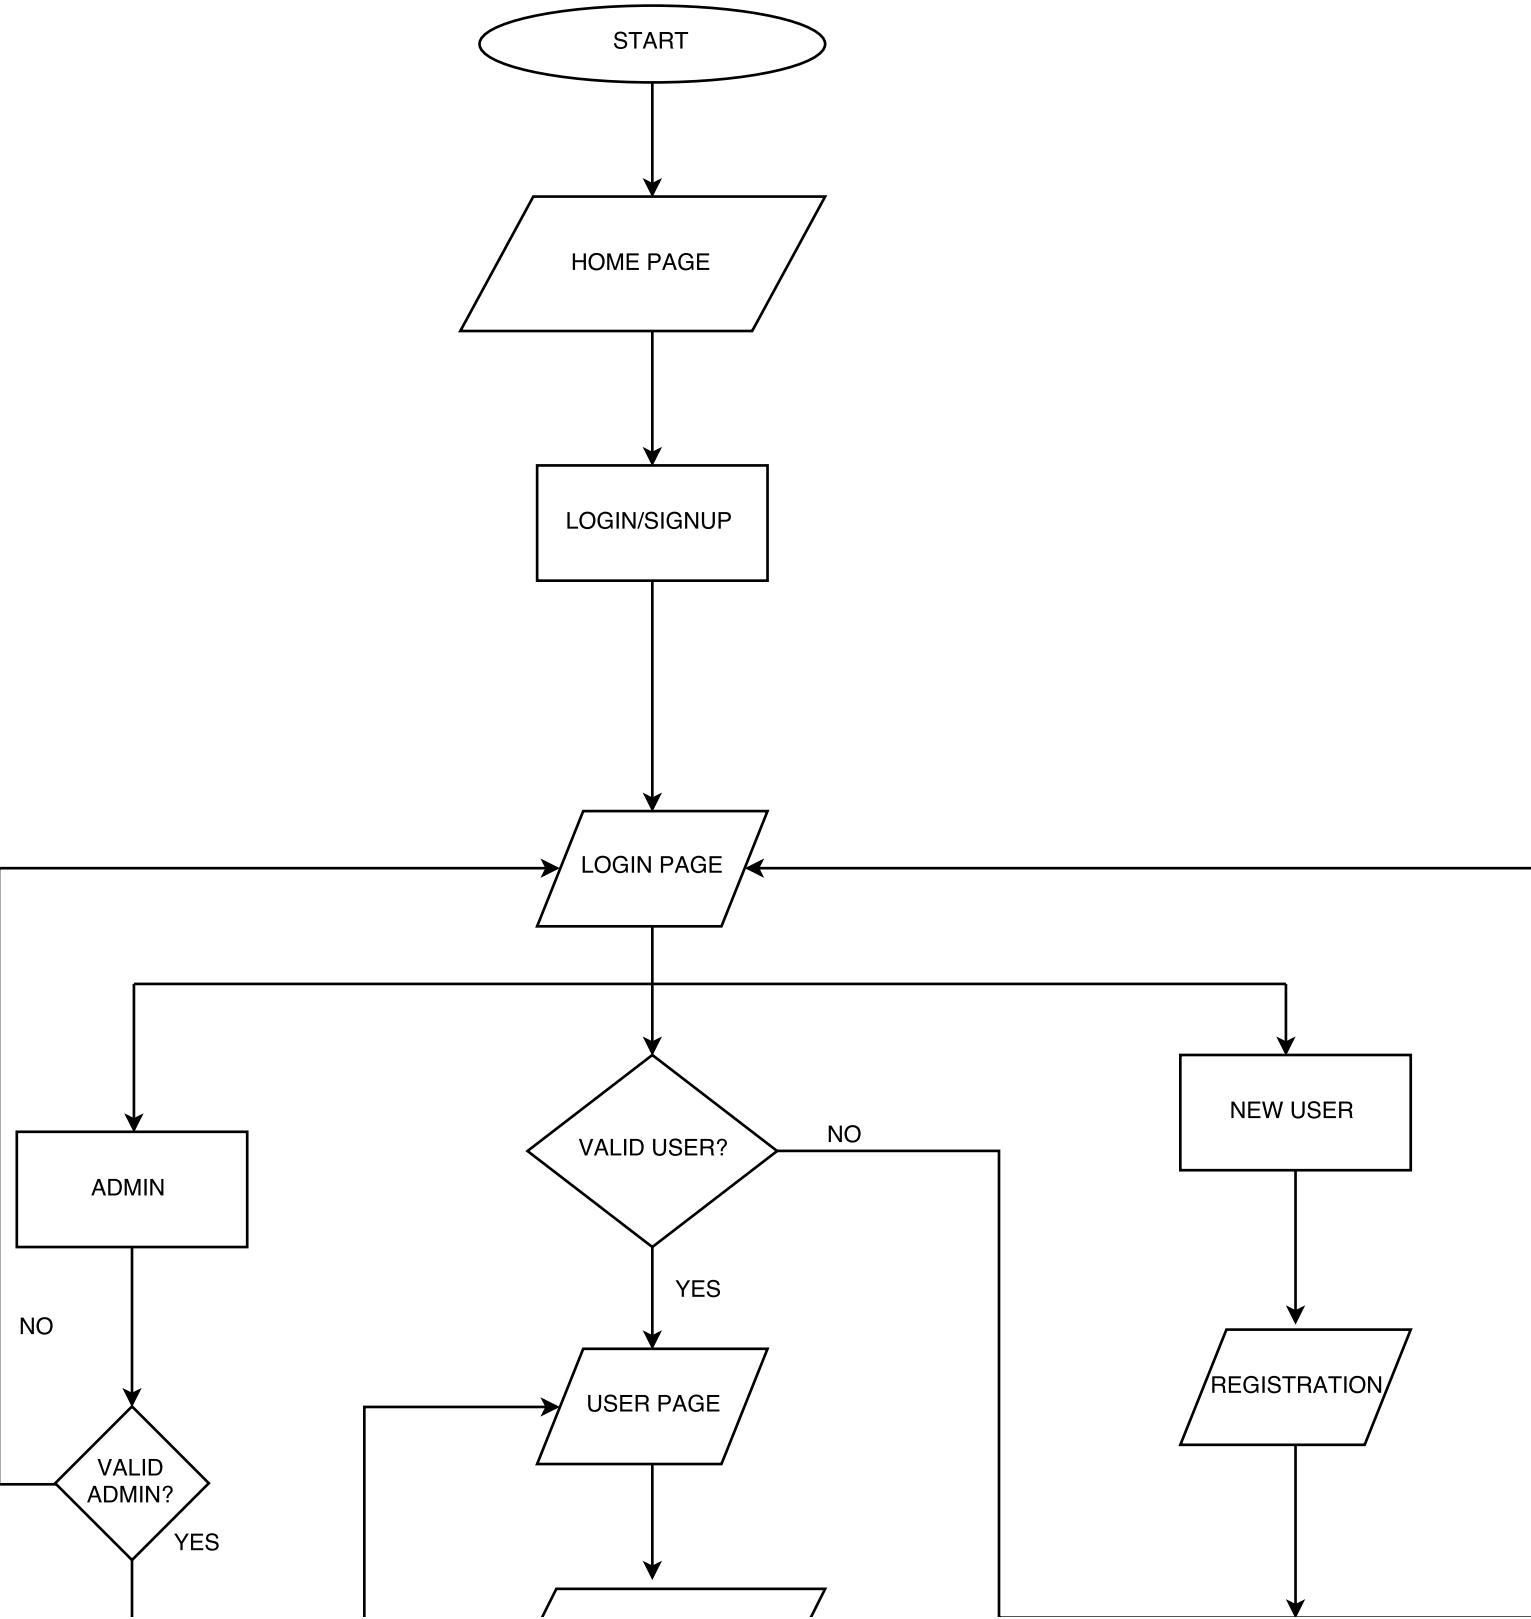 START
HOME PAGE
LOGIN/SIGNUP
LOGIN PAGE
NEW USER
NO
VALID USER?
ADMIN
YES
NO
REGISTRATION
USER PAGE
VALID
ADMIN?
YES